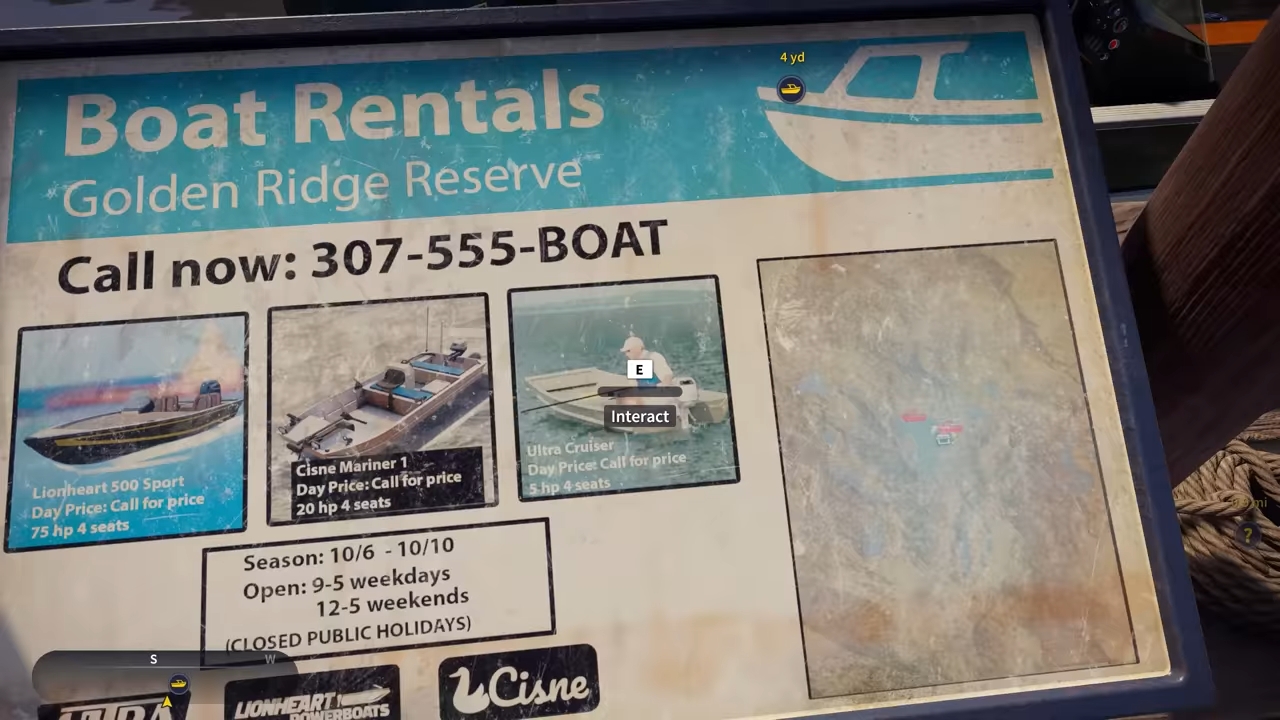 4 yd
Boat Rentals
Golden Ridge Reserve
Call now: 307-555-BOAT
Lionheart 500 Sport
Day Price: Call for price
75 hp 4 seats
Cisne Mariner 1
Day Price: Call for price
20 hp 4 seats
E
Interact
Ultra Cruiser
Day Price: Call for price
5 hp 4 seats
Season: 10/6 - 10/10
Open: 9-5 weekdays
12-5 weekends
(CLOSED PUBLIC HOLIDAYS)
S W
ULTRA
LIONHEART
POWERBOATS
Cisne
?